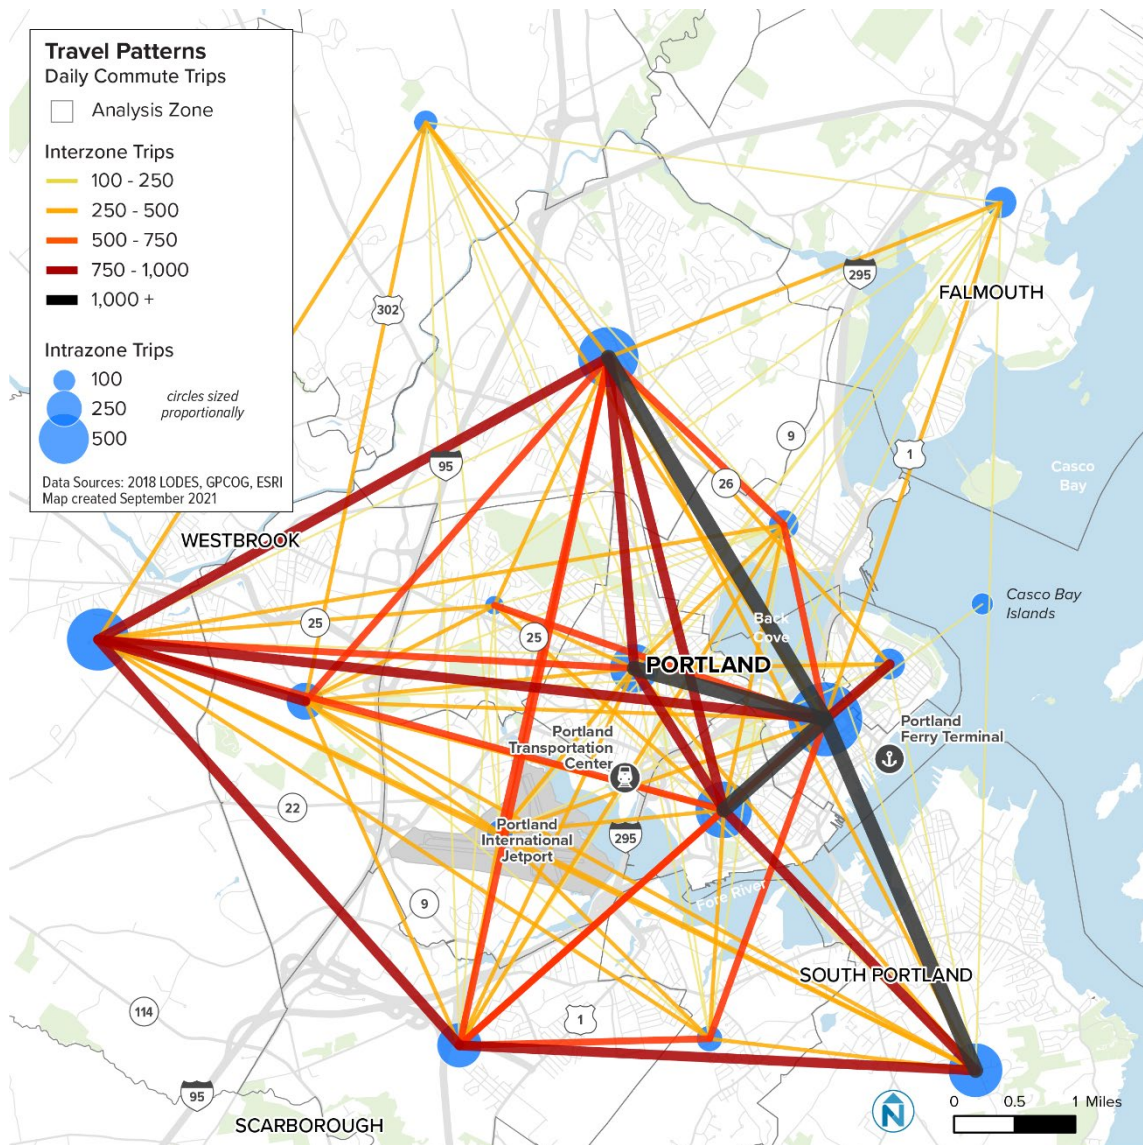 Travel Patterns
Daily Commute Trips
Analysis Zone
Interzone Trips
100 - 250
250 - 500
500 - 750
750 - 1,000
1,000 +
Intrazone Trips
100
250
500
circles sized
proportionally
Data Sources: 2018 LODES, GPCOG, ESRI
Map created September 2021
302
295
FALMOUTH
9
1
95
26
Casco
Bay
WESTBROOK
25
25
Back
Cove
Casco Bay
Islands
PORTLAND
Portland
Transportation
Center
Portland
Ferry Terminal
22
Portland
International
Jetport
295
9
Fore River
SOUTH PORTLAND
114
1
95
N
0 0.5 1 Miles
SCARBOROUGH